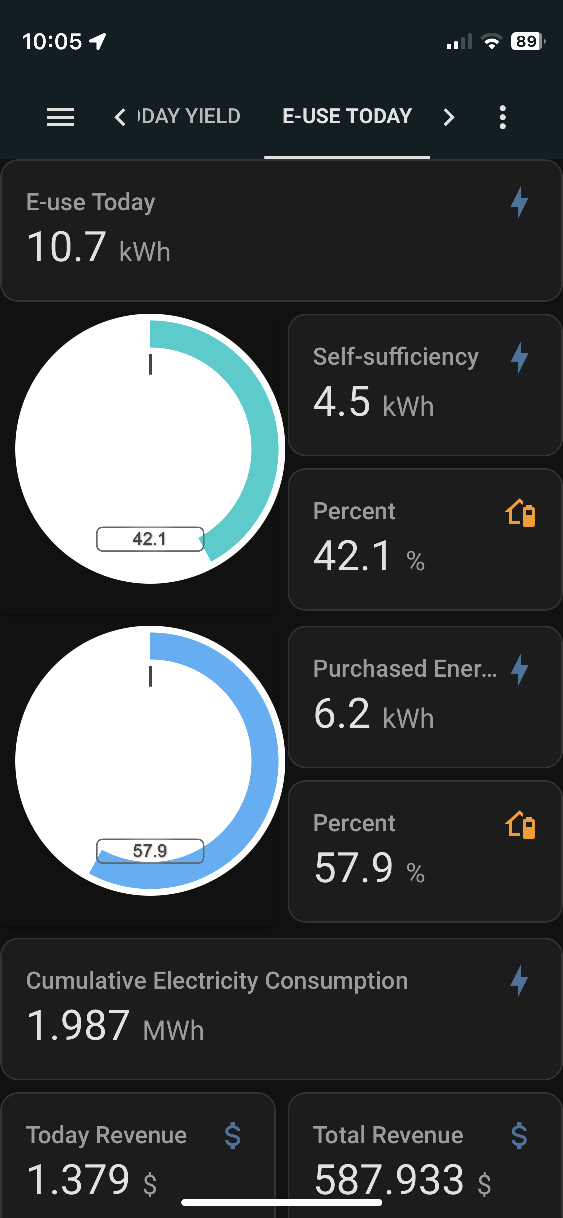 10:05
89
DAY YIELD
E-USE TODAY
E-use Today
10.7 kWh
Self-sufficiency
4.5 kWh
42.1
Percent
42.1 %
Purchased Ener...
6.2 kWh
57.9
Percent
57.9 %
Cumulative Electricity Consumption
1.987 MWh
Today Revenue
1.379 $
Total Revenue
587.933 $